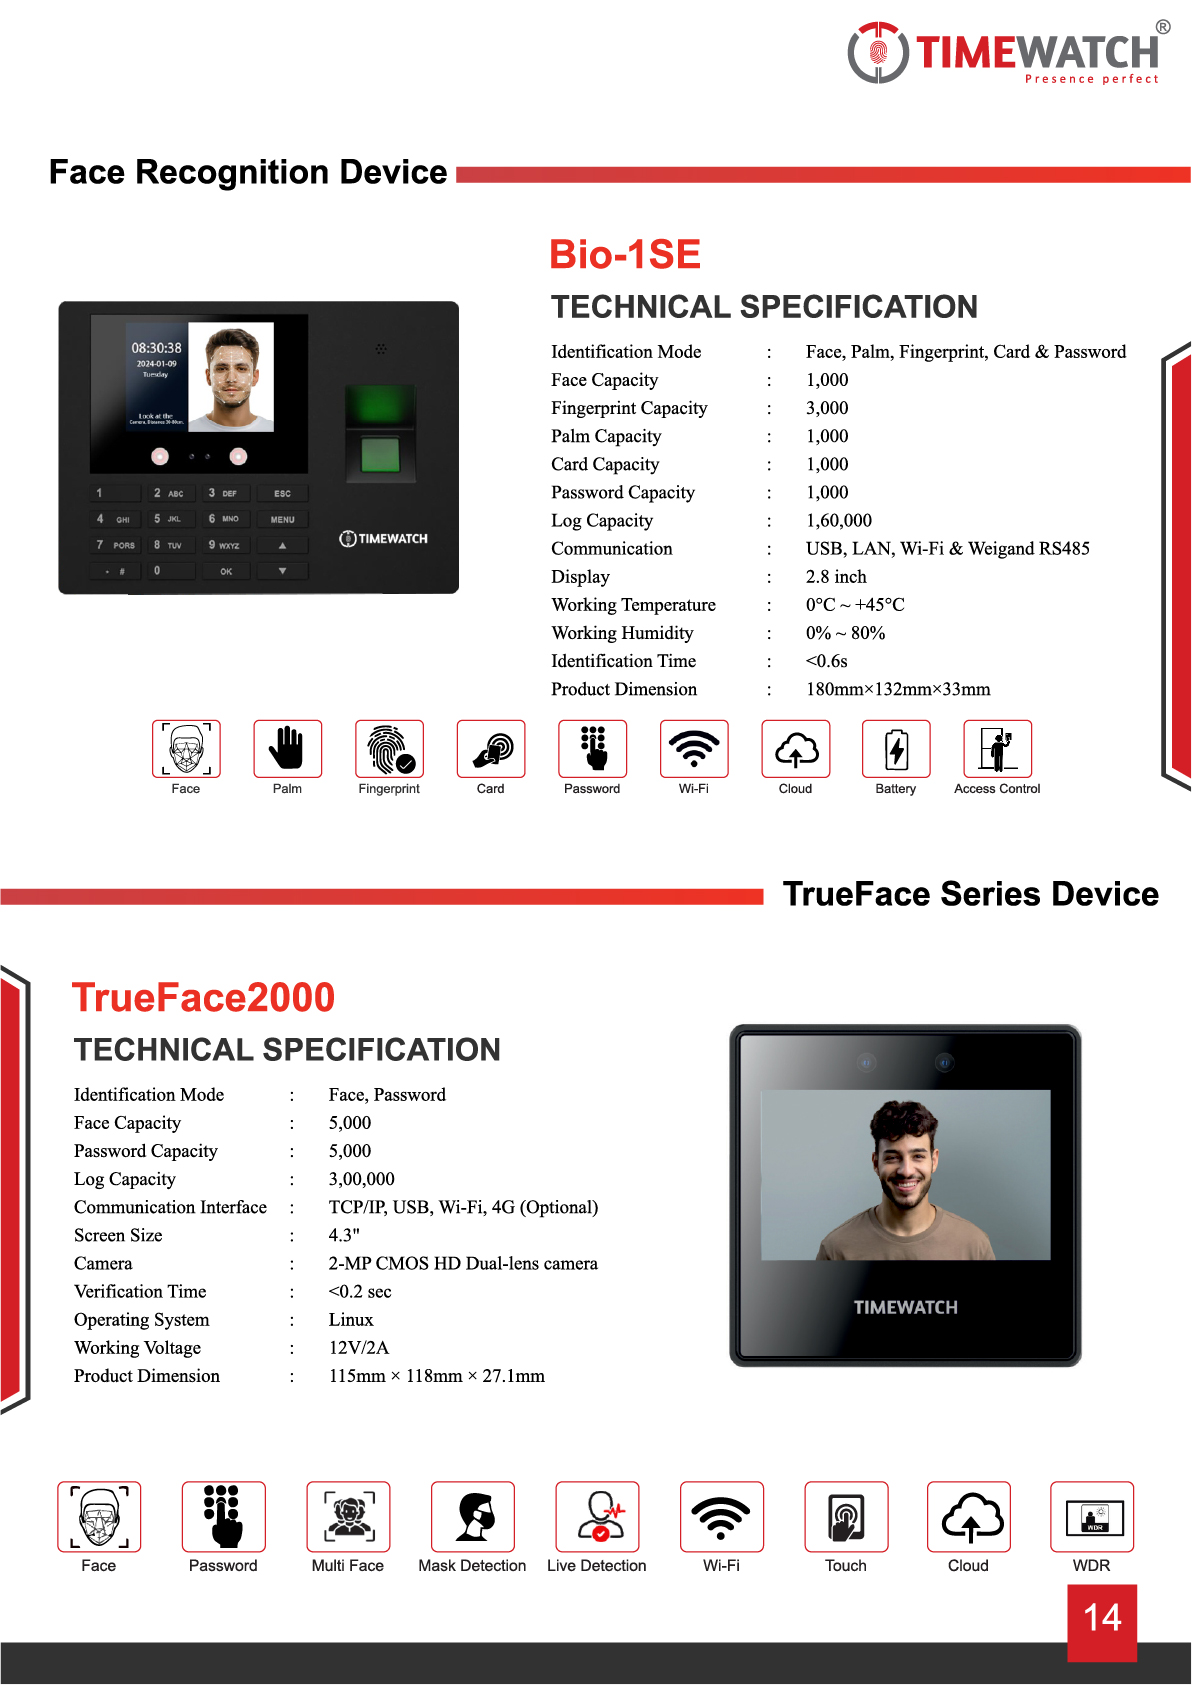 TIMEWATCH®
Presence perfect
Face Recognition Device
Bio-1SE
TECHNICAL SPECIFICATION
Identification Mode : Face, Palm, Fingerprint, Card & Password
Face Capacity : 1,000
Fingerprint Capacity : 3,000
Palm Capacity : 1,000
Card Capacity : 1,000
Password Capacity : 1,000
Log Capacity : 1,60,000
Communication : USB, LAN, Wi-Fi & Weigand RS485
Display : 2.8 inch
Working Temperature : 0°C ~ +45°C
Working Humidity : 0% ~ 80%
Identification Time : <0.6s
Product Dimension : 180mm×132mm×33mm
08:30:38
2024-01-09
Tuesday
Look at the
Camera, Distance 30-80cm.
1 2 ABC 3 DEF ESC
4 GHI 5 JKL 6 MNO MENU
7 PQRS 8 TUV 9 WXYZ ▲
· # 0 OK ▼
TIMEWATCH
Face Palm Fingerprint Card Password Wi-Fi Cloud Battery Access Control
TrueFace Series Device
TrueFace2000
TECHNICAL SPECIFICATION
Identification Mode : Face, Password
Face Capacity : 5,000
Password Capacity : 5,000
Log Capacity : 3,00,000
Communication Interface : TCP/IP, USB, Wi-Fi, 4G (Optional)
Screen Size : 4.3"
Camera : 2-MP CMOS HD Dual-lens camera
Verification Time : <0.2 sec
Operating System : Linux
Working Voltage : 12V/2A
Product Dimension : 115mm × 118mm × 27.1mm
TIMEWATCH
WDR
Face Password Multi Face Mask Detection Live Detection Wi-Fi Touch Cloud WDR
14